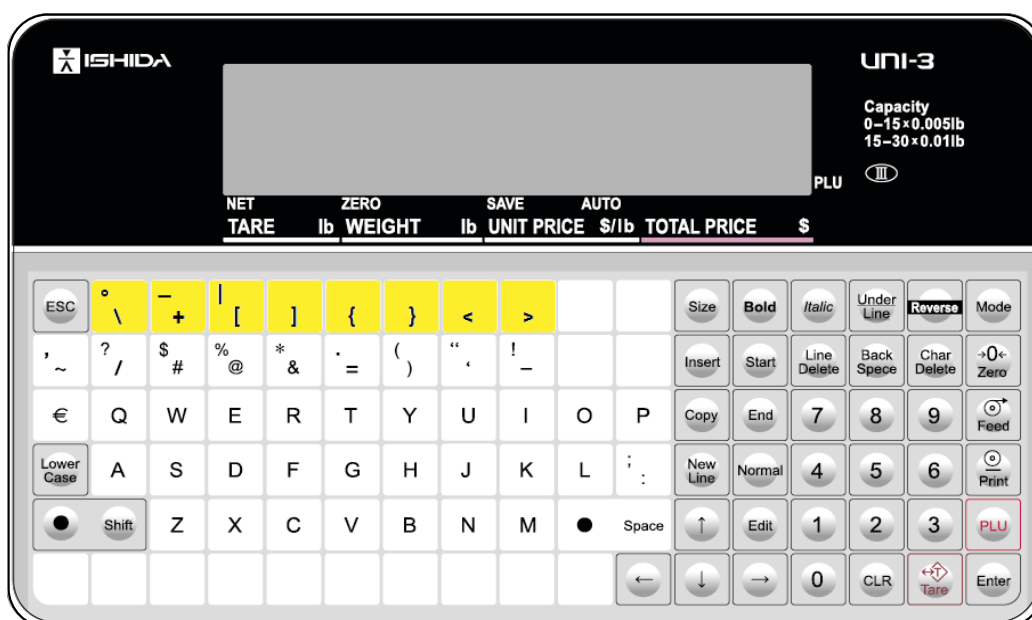 ISHIDA
UNI-3
Capacity
0–15×0.005lb
15–30×0.01lb
III
PLU
NET ZERO SAVE AUTO
TARE lb WEIGHT lb UNIT PRICE $/lb TOTAL PRICE $
ESC ° \ – + | [ ] { } < > Size Bold Italic Under Line Reverse Mode
, ~ ? / $ # % @ * & . = ( ) “ ‘ ! – Insert Start Line Delete Back Spece Char Delete →0← Zero
€ Q W E R T Y U I O P Copy End 7 8 9 Feed
Lower Case A S D F G H J K L ; : New Line Normal 4 5 6 Print
● Shift Z X C V B N M ● Space ↑ Edit 1 2 3 PLU
← ↓ → 0 CLR ↔T Tare Enter